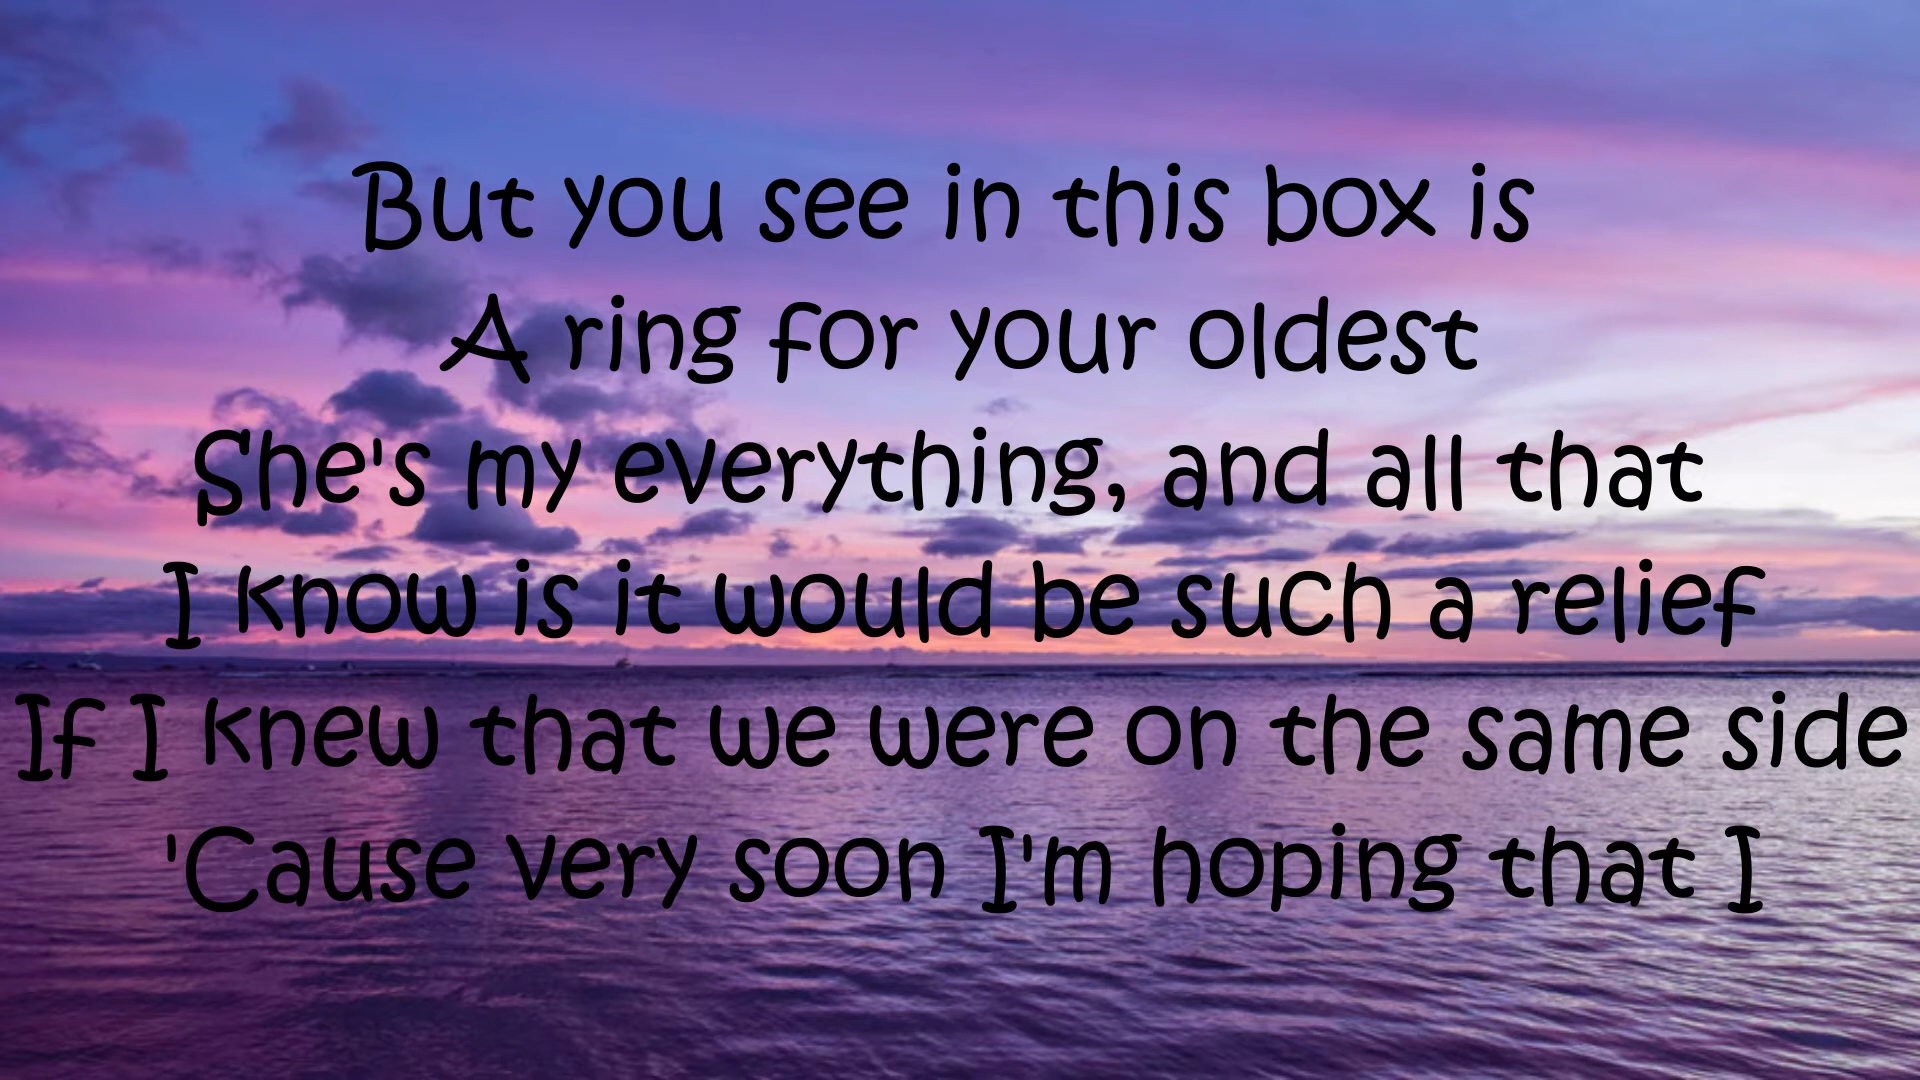 But you see in this box is
A ring for your oldest
She's my everything, and all that
I know is it would be such a relief
If I knew that we were on the same side
'Cause very soon I'm hoping that I